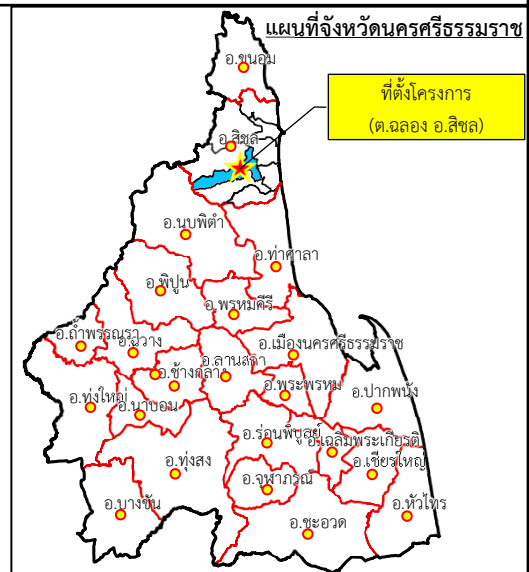 แผนที่จังหวัดนครศรีธรรมราช
อ.ขนอม
ที่ตั้งโครงการ
(ต.ฉลอง อ.สิชล)
อ.สิชล
อ.นบพิตำ
อ.ท่าศาลา
อ.พิปูน
อ.พรหมคีรี
อ.ถ้ำพรรณรา
อ.ฉวาง
อ.เมืองนครศรีธรรมราช
อ.ลานสกา
อ.ช้างกลาง
อ.พระพรหม
อ.ปากพนัง
อ.ทุ่งใหญ่
อ.นาบอน
อ.ร่อนพิบูลย์
อ.เฉลิมพระเกียรติ
อ.ทุ่งสง
อ.เชียรใหญ่
อ.จุฬาภรณ์
อ.บางขัน
อ.ชะอวด
อ.หัวไทร